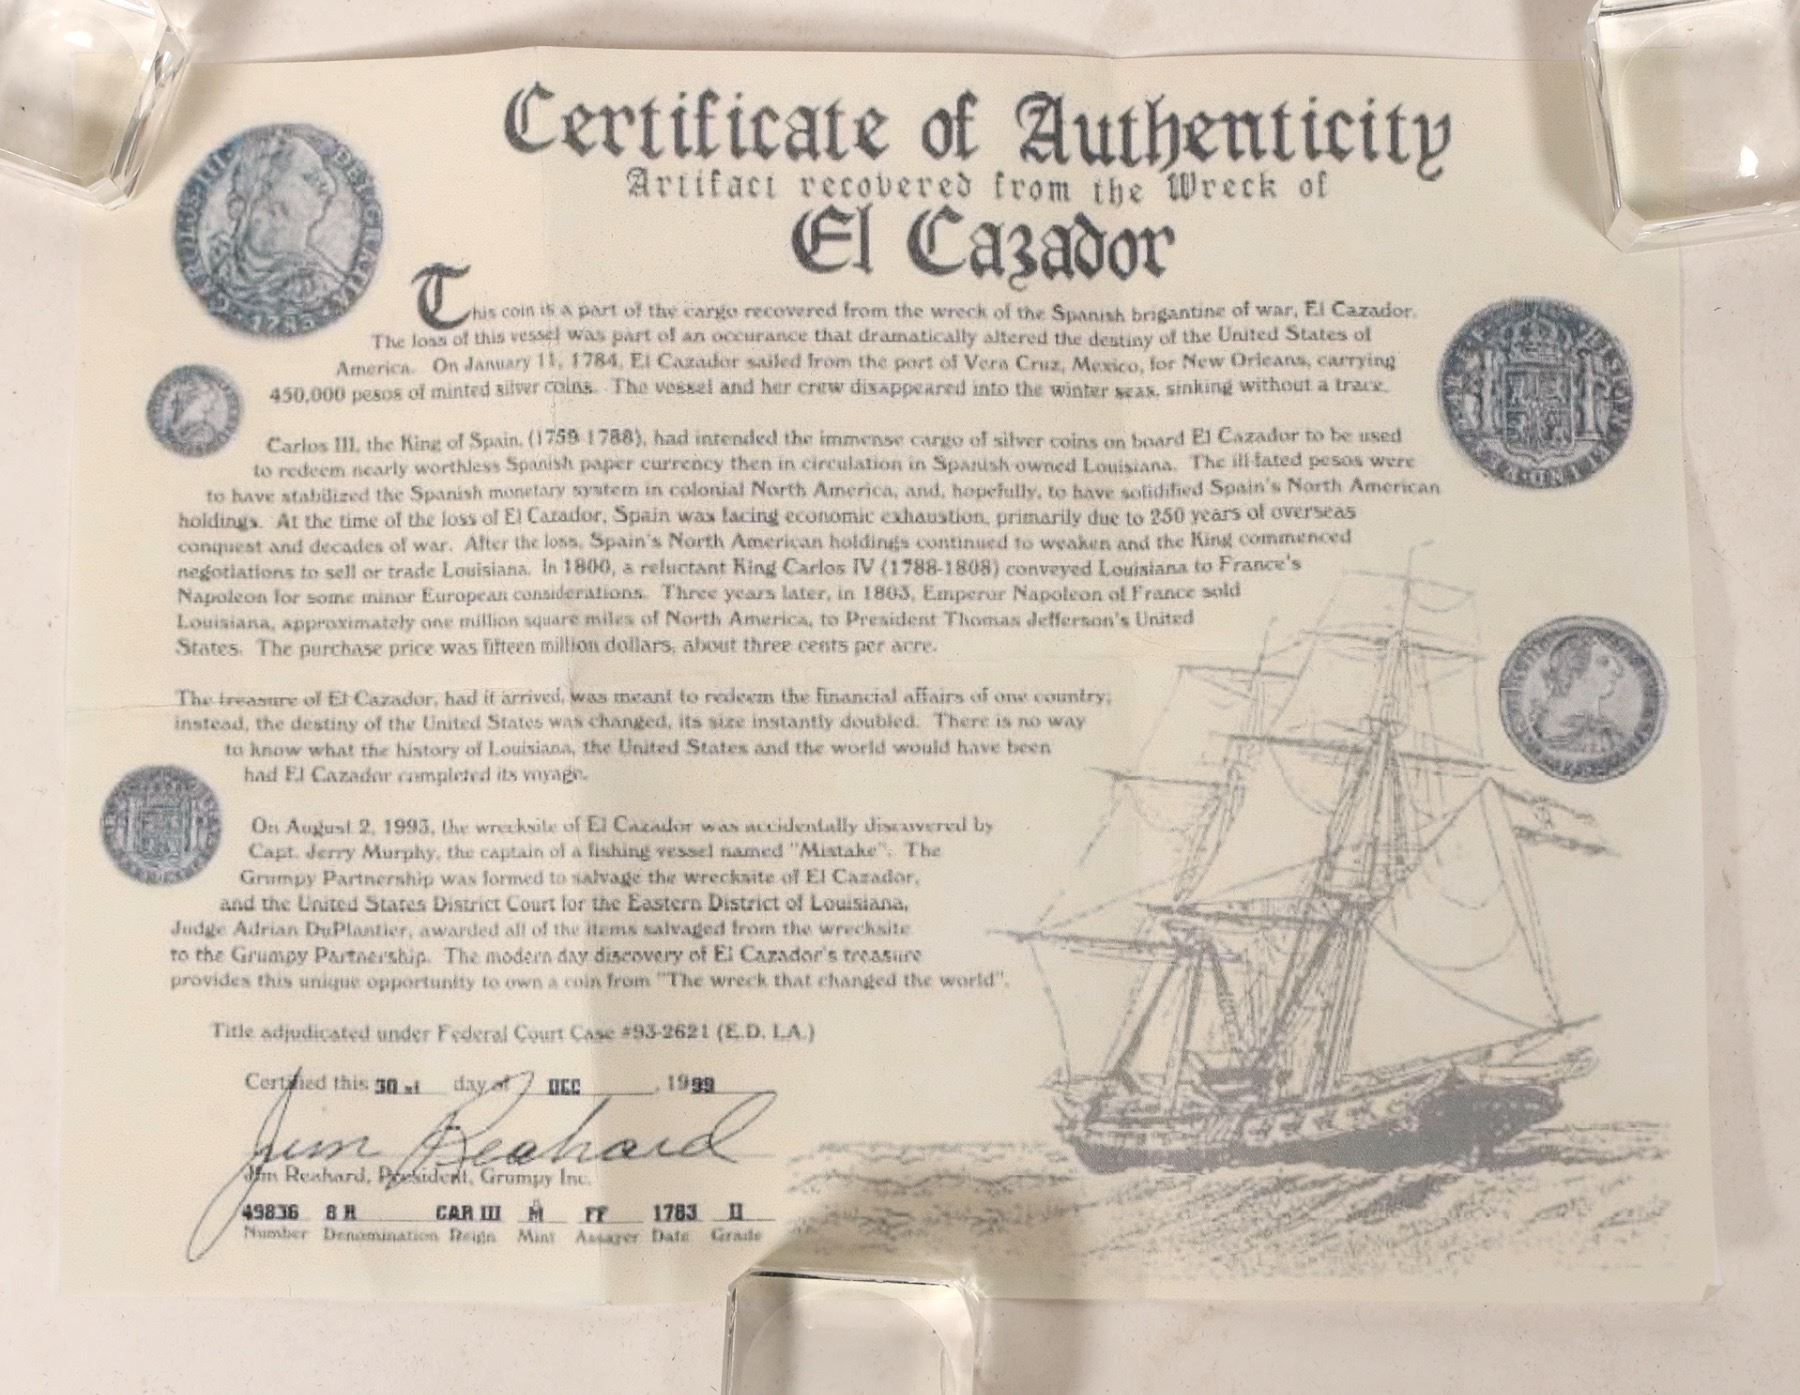 Certificate of Authenticity
Artifact recovered from the Wreck of
El Cazador
This coin is a part of the cargo recovered from the wreck of the Spanish brigantine of war, El Cazador.
The loss of this vessel was part of an occurance that dramatically altered the destiny of the United States of
America. On January 11, 1784, El Cazador sailed from the port of Vera Cruz, Mexico, for New Orleans, carrying
450,000 pesos of minted silver coins. The vessel and her crew disappeared into the winter seas, sinking without a trace.
Carlos III, the King of Spain, (1759-1788), had intended the immense cargo of silver coins on board El Cazador to be used
to redeem nearly worthless Spanish paper currency then in circulation in Spanish owned Louisiana. The ill-fated pesos were
to have stabilized the Spanish monetary system in colonial North America, and, hopefully, to have solidified Spain's North American
holdings. At the time of the loss of El Cazador, Spain was facing economic exhaustion, primarily due to 250 years of overseas
conquest and decades of war. After the loss, Spain's North American holdings continued to weaken and the King commenced
negotiations to sell or trade Louisiana. In 1800, a reluctant King Carlos IV (1788-1808) conveyed Louisiana to France's
Napoleon for some minor European considerations. Three years later, in 1803, Emperor Napoleon of France sold
Louisiana, approximately one million square miles of North America, to President Thomas Jefferson's United
States. The purchase price was fifteen million dollars, about three cents per acre.
The treasure of El Cazador, had it arrived, was meant to redeem the financial affairs of one country;
instead, the destiny of the United States was changed, its size instantly doubled. There is no way
to know what the history of Louisiana, the United States and the world would have been
had El Cazador completed its voyage.
On August 2, 1993, the wrecksite of El Cazador was accidentally discovered by
Capt. Jerry Murphy, the captain of a fishing vessel named "Mistake". The
Grumpy Partnership was formed to salvage the wrecksite of El Cazador,
and the United States District Court for the Eastern District of Louisiana,
Judge Adrian DuPlantier, awarded all of the items salvaged from the wrecksite
to the Grumpy Partnership. The modern day discovery of El Cazador's treasure
provides this unique opportunity to own a coin from "The wreck that changed the world".
Title adjudicated under Federal Court Case #93-2621 (E.D. LA.)
Certified this 30 st day of DEC, 1999
Jim Reahard
Jim Reahard, President, Grumpy Inc.
49836 8 R CAR III M FF 1783 II
Number Denomination Reign Mint Assayer Date Grade